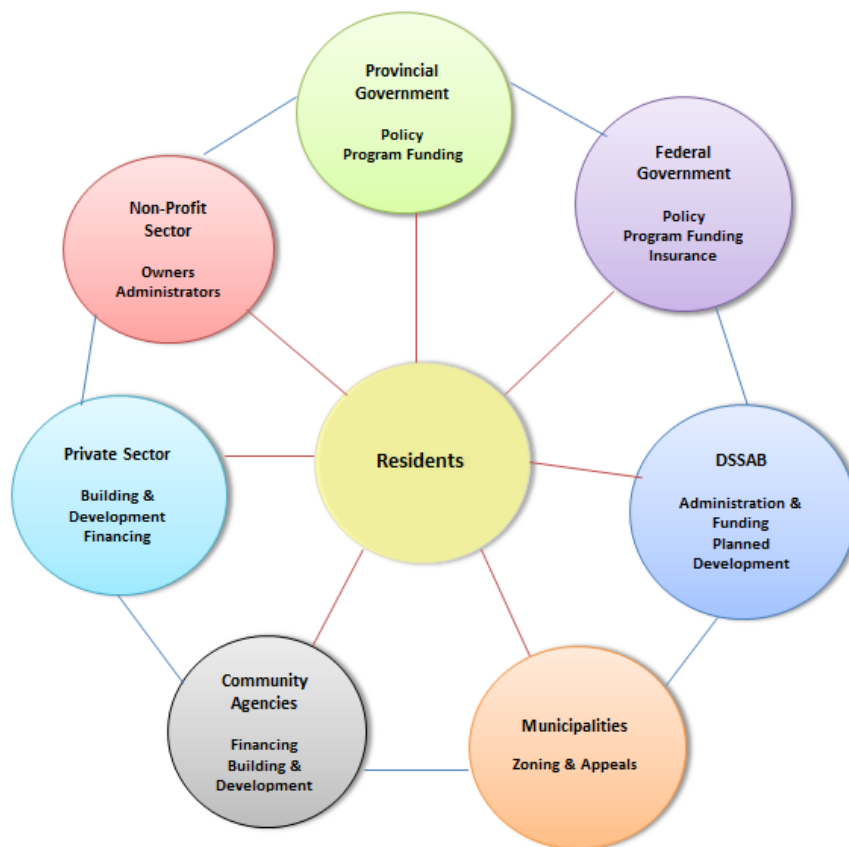 Provincial
Government
Policy
Program Funding
Federal
Government
Policy
Program Funding
Insurance
Non-Profit
Sector
Owners
Administrators
Residents
Private Sector
Building &
Development
Financing
DSSAB
Administration &
Funding
Planned
Development
Community
Agencies
Financing
Building &
Development
Municipalities
Zoning & Appeals